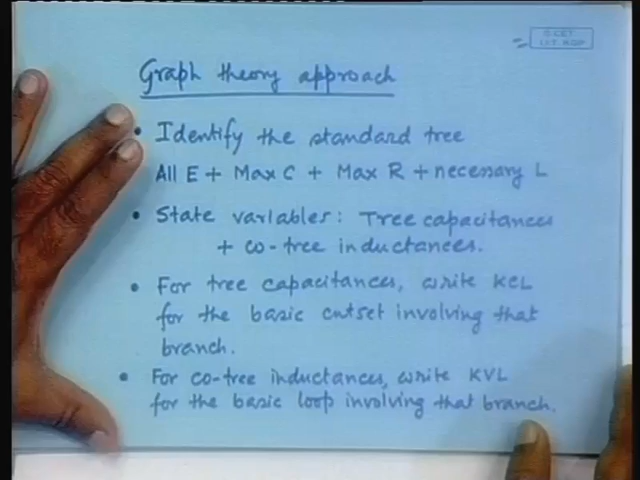 © CET
I.I.T. KGP
Graph theory approach
• Identify the standard tree
All E + Max C + Max R + necessary L
• State variables: Tree capacitances
+ co-tree inductances.
• For tree capacitances, write KCL
for the basic cutset involving that
branch.
• For co-tree inductances, write KVL
for the basic loop involving that branch.